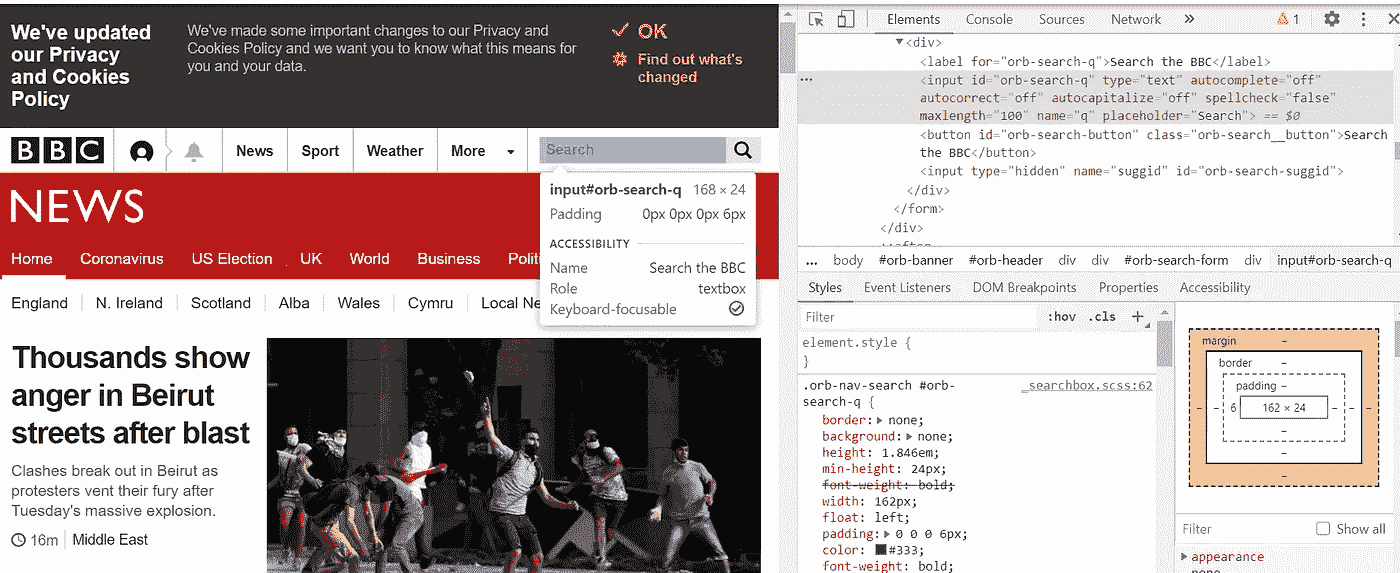 We've updated
our Privacy
and Cookies
Policy
We've made some important changes to our Privacy and
Cookies Policy and we want you to know what this means for
you and your data.
OK
Find out what's
changed
BBC
News
Sport
Weather
More
Search
NEWS
input#orb-search-q 168 × 24
Padding 0px 0px 0px 6px
ACCESSIBILITY
Name Search the BBC
Role textbox
Keyboard-focusable
Home
Coronavirus
US Election
UK
World
Business
England
N. Ireland
Scotland
Alba
Wales
Cymru
Thousands show
anger in Beirut
streets after blast
Clashes break out in Beirut as
protesters vent their fury after
Tuesday's massive explosion.
16m
Middle East
Elements
Console
Sources
Network
»
1
<div>
<label for="orb-search-q">Search the BBC</label>
... <input id="orb-search-q" type="text" autocomplete="off"
autocorrect="off" autocapitalize="off" spellcheck="false"
maxlength="100" name="q" placeholder="Search"> == $0
<button id="orb-search-button" class="orb-search__button">Search
the BBC</button>
<input type="hidden" name="suggid" id="orb-search-suggid">
</div>
</form>
</div>
... body #orb-banner #orb-header div div #orb-search-form div input#orb-search-q
Styles Event Listeners DOM Breakpoints Properties Accessibility
Filter
:hov .cls +
element.style {
}
.orb-nav-search #orb-
search-q {
_searchbox.scss:62
border: none;
background: none;
height: 1.846em;
min-height: 24px;
font-weight: bold;
width: 162px;
float: left;
padding: 0 0 0 6px;
color: #333;
font-weight: bold;
margin –
border –
padding –
– – 6 162 × 24 – – –
–
–
–
Filter
Show all
appearance